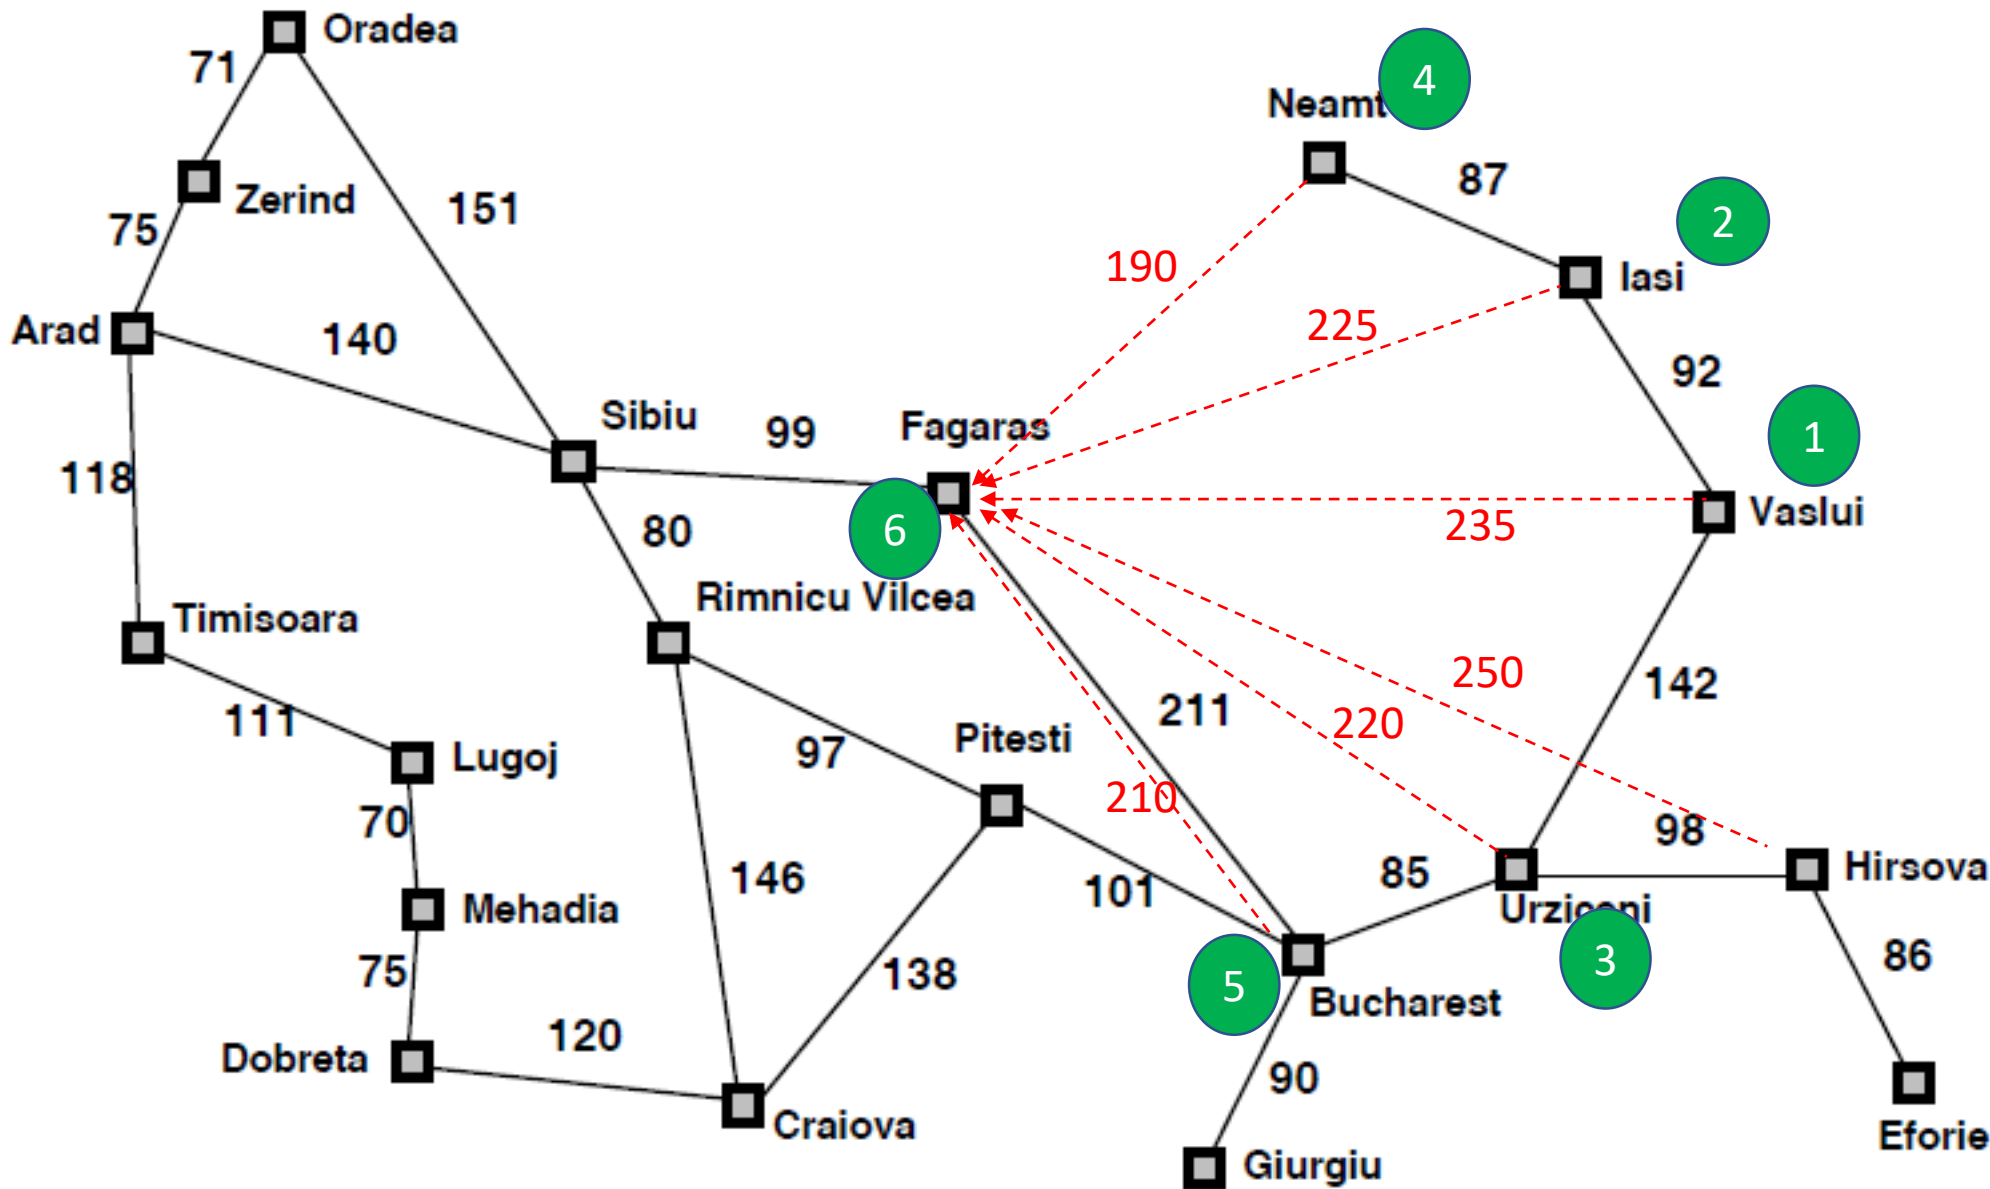 Oradea
71
4
Neamt
87
Zerind
151
2
75
190
Iasi
Arad
140
225
92
Sibiu
99
Fagaras
1
118
80
6
235
Vaslui
Rimnicu Vilcea
Timisoara
250
142
111
97
Pitesti
211
220
Lugoj
210
70
98
146
101
85
Hirsova
Mehadia
Urziceni
75
138
5
3
86
Bucharest
120
Dobreta
90
Craiova
Eforie
Giurgiu